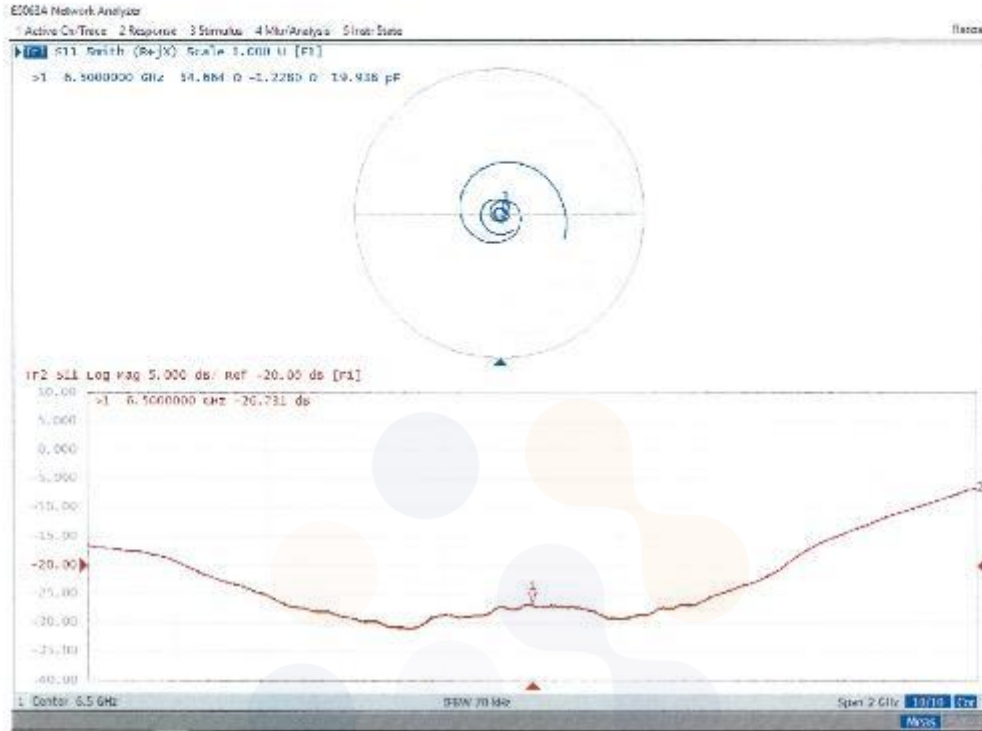 E5063A Network Analyzer
1 Active Ch/Trace 2 Response 3 Stimulus 4 Mkr/Analysis 5 Instr State
S11 Smith (R+jX) Scale 1.000 U [F1]
>1 6.5000000 GHz 54.664 Ω -1.2280 Ω 19.938 pF
Tr2 S11 Log Mag 5.000 dB/ Ref -20.00 dB [F1]
10.00
>1 6.5000000 GHz -26.731 dB
5.000
0.000
-5.000
-10.00
-15.00
-20.00
-25.00
-30.00
-35.00
-40.00
1
1 Center 6.5 GHz IFBW 70 kHz Span 2 GHz Cor
Meas